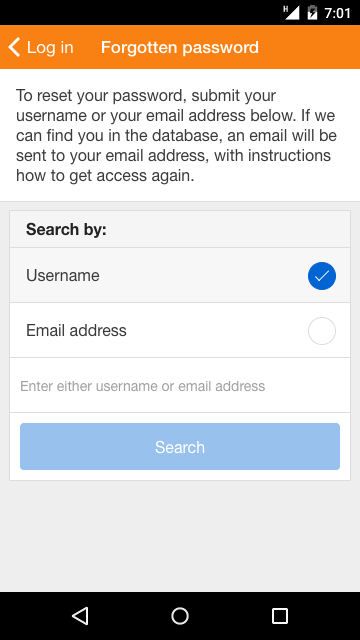 H
7:01
Log in
Forgotten password
To reset your password, submit your
username or your email address below. If we
can find you in the database, an email will be
sent to your email address, with instructions
how to get access again.
Search by:
Username
Email address
Enter either username or email address
Search